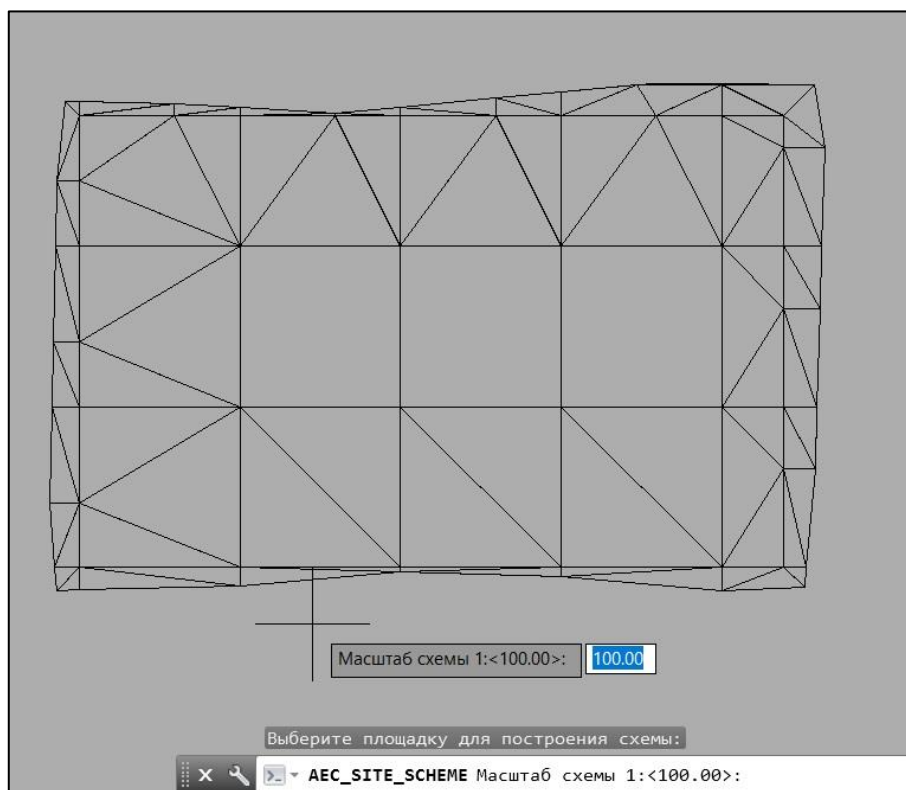 Масштаб схемы 1:<100.00>: 100.00
Выберите площадку для построения схемы:
AEC_SITE_SCHEME Масштаб схемы 1:<100.00>: